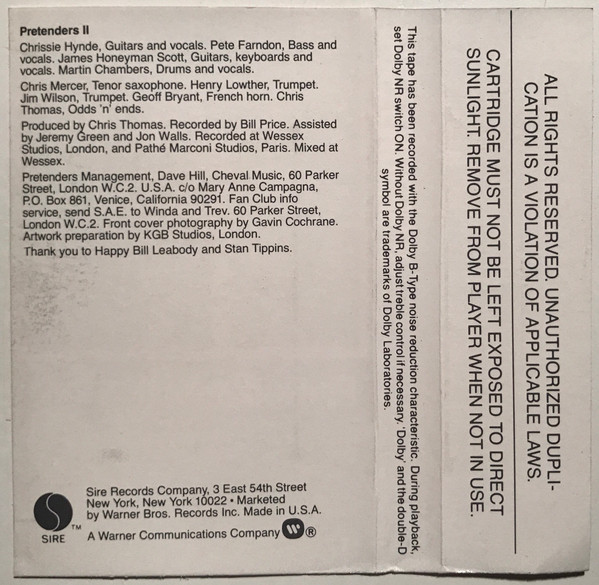 Pretenders II
Chrissie Hynde, Guitars and vocals. Pete Farndon, Bass and
vocals. James Honeyman Scott, Guitars, keyboards and
vocals. Martin Chambers, Drums and vocals.
Chris Mercer, Tenor saxophone. Henry Lowther, Trumpet.
Jim Wilson, Trumpet. Geoff Bryant, French horn. Chris
Thomas, Odds 'n' ends.
Produced by Chris Thomas. Recorded by Bill Price. Assisted
by Jeremy Green and Jon Walls. Recorded at Wessex
Studios, London, and Pathé Marconi Studios, Paris. Mixed at
Wessex.
Pretenders Management, Dave Hill, Cheval Music, 60 Parker
Street, London W.C.2. U.S.A. c/o Mary Anne Campagna,
P.O. Box 861, Venice, California 90291. Fan Club info
service, send S.A.E. to Winda and Trev. 60 Parker Street,
London W.C.2. Front cover photography by Gavin Cochrane.
Artwork preparation by KGB Studios, London.
Thank you to Happy Bill Leabody and Stan Tippins.
SIRE
TM
Sire Records Company, 3 East 54th Street
New York, New York 10022 • Marketed
by Warner Bros. Records Inc. Made in U.S.A.
A Warner Communications Company ®
This tape has been recorded with the Dolby B-Type noise reduction characteristic. During playback,
set Dolby NR switch ON. Without Dolby NR, adjust treble control if necessary. 'Dolby' and the double-D
symbol are trademarks of Dolby Laboratories.
ALL RIGHTS RESERVED. UNAUTHORIZED DUPLI-
CATION IS A VIOLATION OF APPLICABLE LAWS.
CARTRIDGE MUST NOT BE LEFT EXPOSED TO DIRECT
SUNLIGHT. REMOVE FROM PLAYER WHEN NOT IN USE.